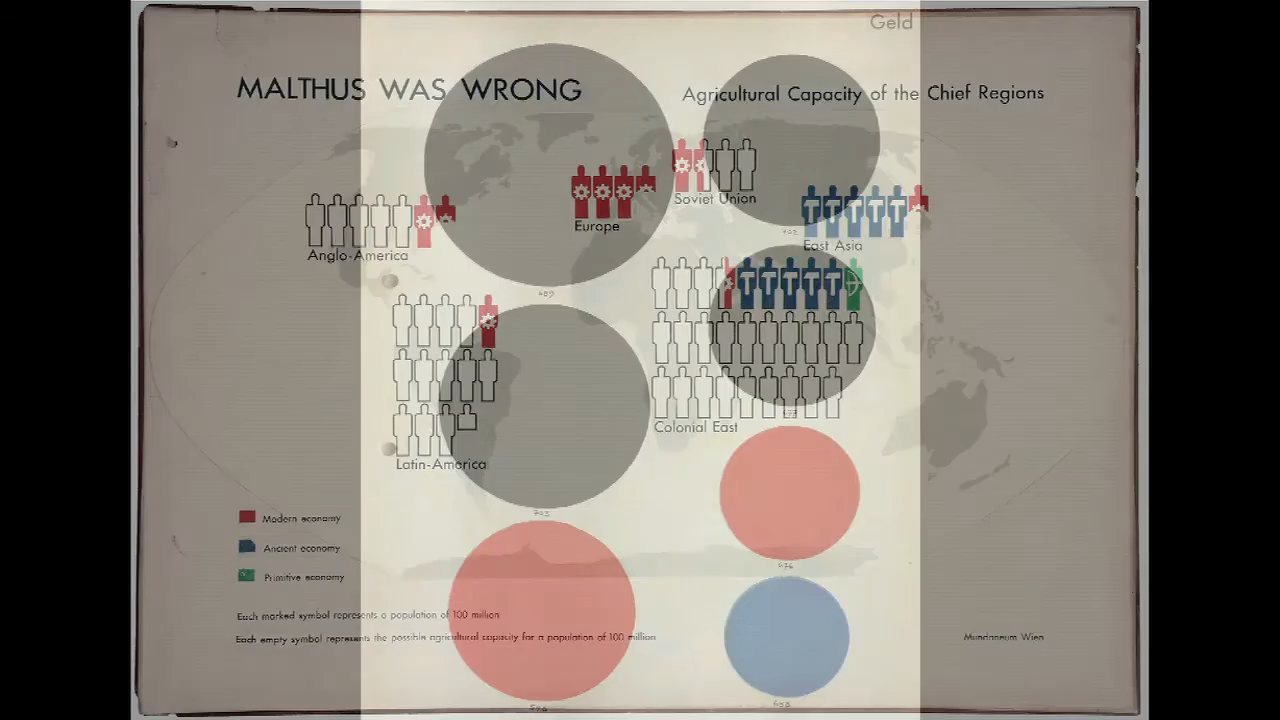 Geld
MALTHUS WAS WRONG
Agricultural Capacity of the Chief Regions
Soviet Union
Europe
East Asia
Anglo-America
Colonial East
Latin-America
Modern economy
Ancient economy
Primitive economy
Each marked symbol represents a population of 100 million
Each empty symbol represents the possible agricultural capacity for a population of 100 million
Mundaneum Wien